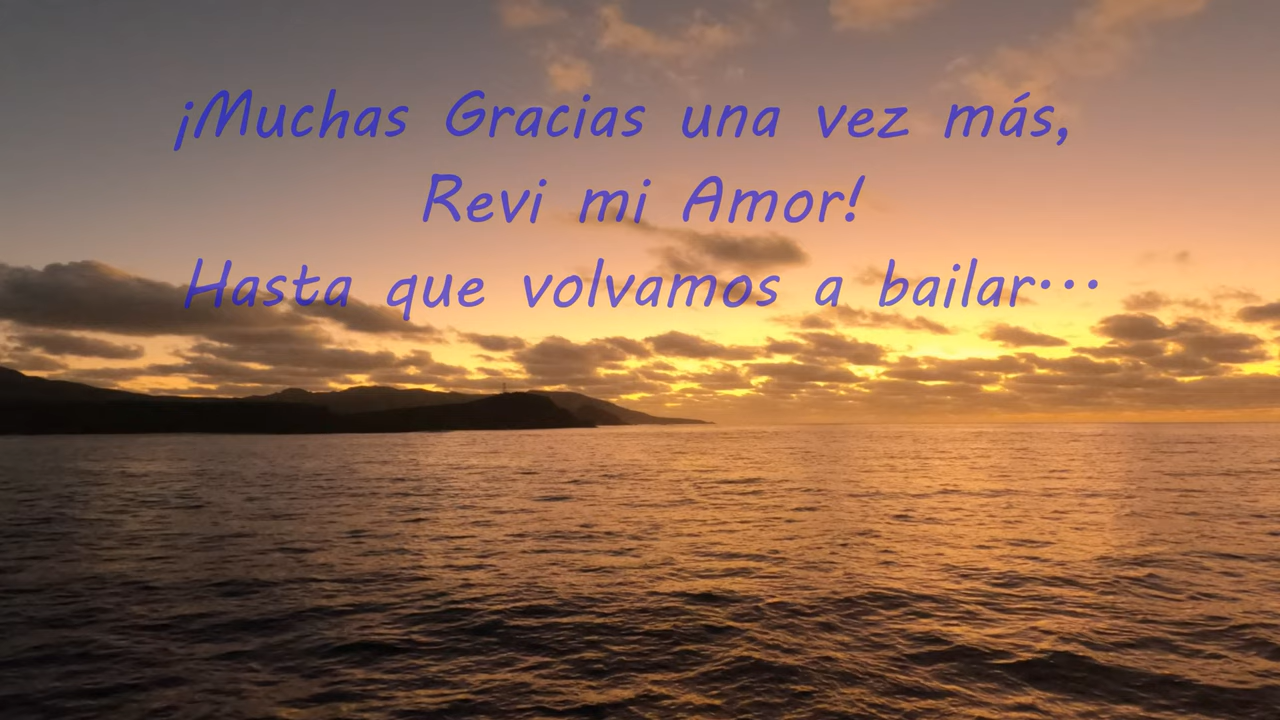 ¡Muchas Gracias una vez más,
Revi mi Amor!
Hasta que volvamos a bailar...